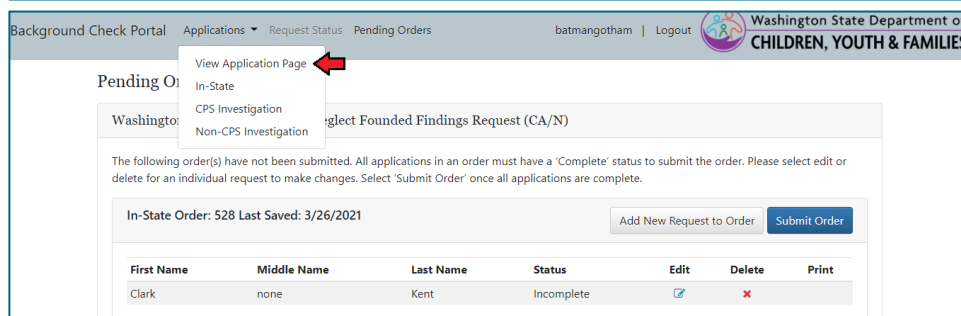 Background Check Portal Applications Request Status Pending Orders batmangotham | Logout Washington State Department o
CHILDREN, YOUTH & FAMILIES
View Application Page
In-State
CPS Investigation
Non-CPS Investigation
Pending O
Washingto eglect Founded Findings Request (CA/N)
The following order(s) have not been submitted. All applications in an order must have a 'Complete' status to submit the order. Please select edit or
delete for an individual request to make changes. Select 'Submit Order' once all applications are complete.
In-State Order: 528 Last Saved: 3/26/2021 Add New Request to Order Submit Order
First Name Middle Name Last Name Status Edit Delete Print
Clark none Kent Incomplete